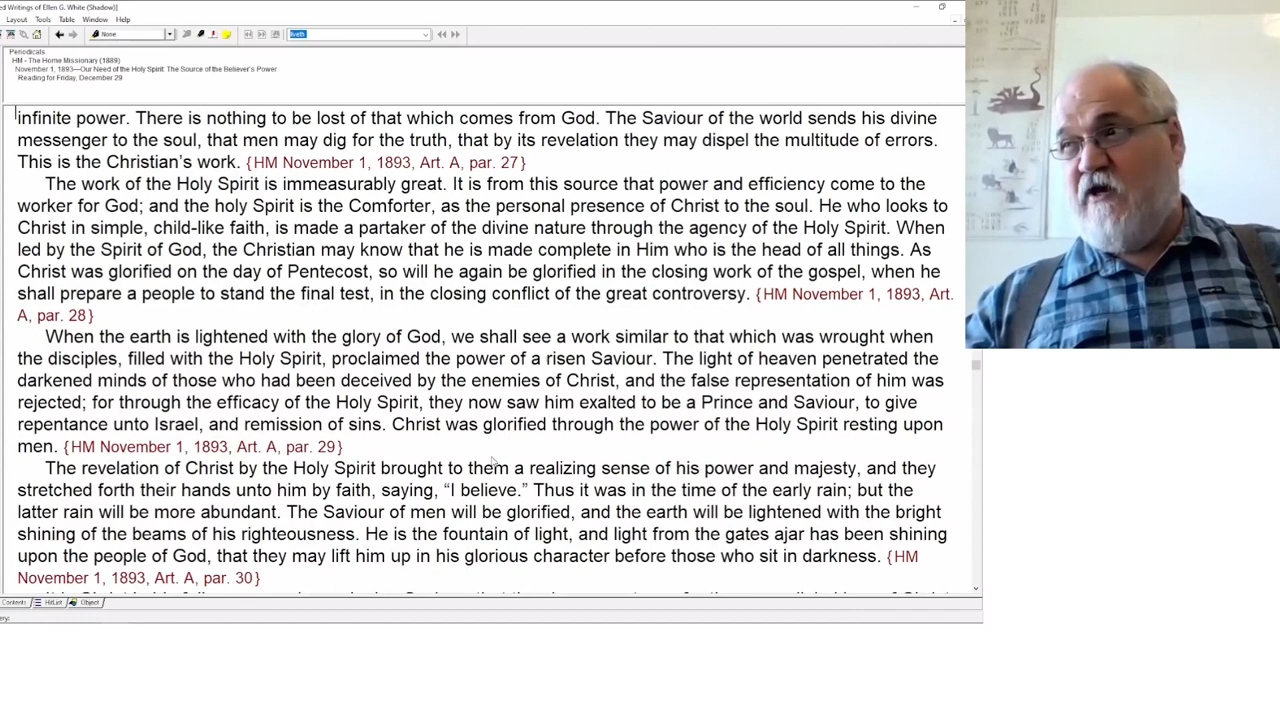 ed Writings of Ellen G. White (Shadow)]
Layout Tools Table Window Help
None
liveth
Periodicals
HM - The Home Missionary (1889)
November 1, 1893—Our Need of the Holy Spirit: The Source of the Believer's Power
Reading for Friday, December 29
infinite power. There is nothing to be lost of that which comes from God. The Saviour of the world sends his divine
messenger to the soul, that men may dig for the truth, that by its revelation they may dispel the multitude of errors.
This is the Christian's work. {HM November 1, 1893, Art. A, par. 27}
The work of the Holy Spirit is immeasurably great. It is from this source that power and efficiency come to the
worker for God; and the holy Spirit is the Comforter, as the personal presence of Christ to the soul. He who looks to
Christ in simple, child-like faith, is made a partaker of the divine nature through the agency of the Holy Spirit. When
led by the Spirit of God, the Christian may know that he is made complete in Him who is the head of all things. As
Christ was glorified on the day of Pentecost, so will he again be glorified in the closing work of the gospel, when he
shall prepare a people to stand the final test, in the closing conflict of the great controversy. {HM November 1, 1893, Art.
A, par. 28}
When the earth is lightened with the glory of God, we shall see a work similar to that which was wrought when
the disciples, filled with the Holy Spirit, proclaimed the power of a risen Saviour. The light of heaven penetrated the
darkened minds of those who had been deceived by the enemies of Christ, and the false representation of him was
rejected; for through the efficacy of the Holy Spirit, they now saw him exalted to be a Prince and Saviour, to give
repentance unto Israel, and remission of sins. Christ was glorified through the power of the Holy Spirit resting upon
men. {HM November 1, 1893, Art. A, par. 29}
The revelation of Christ by the Holy Spirit brought to them a realizing sense of his power and majesty, and they
stretched forth their hands unto him by faith, saying, “I believe.” Thus it was in the time of the early rain; but the
latter rain will be more abundant. The Saviour of men will be glorified, and the earth will be lightened with the bright
shining of the beams of his righteousness. He is the fountain of light, and light from the gates ajar has been shining
upon the people of God, that they may lift him up in his glorious character before those who sit in darkness. {HM
November 1, 1893, Art. A, par. 30}
Contents HitList Object
ery: